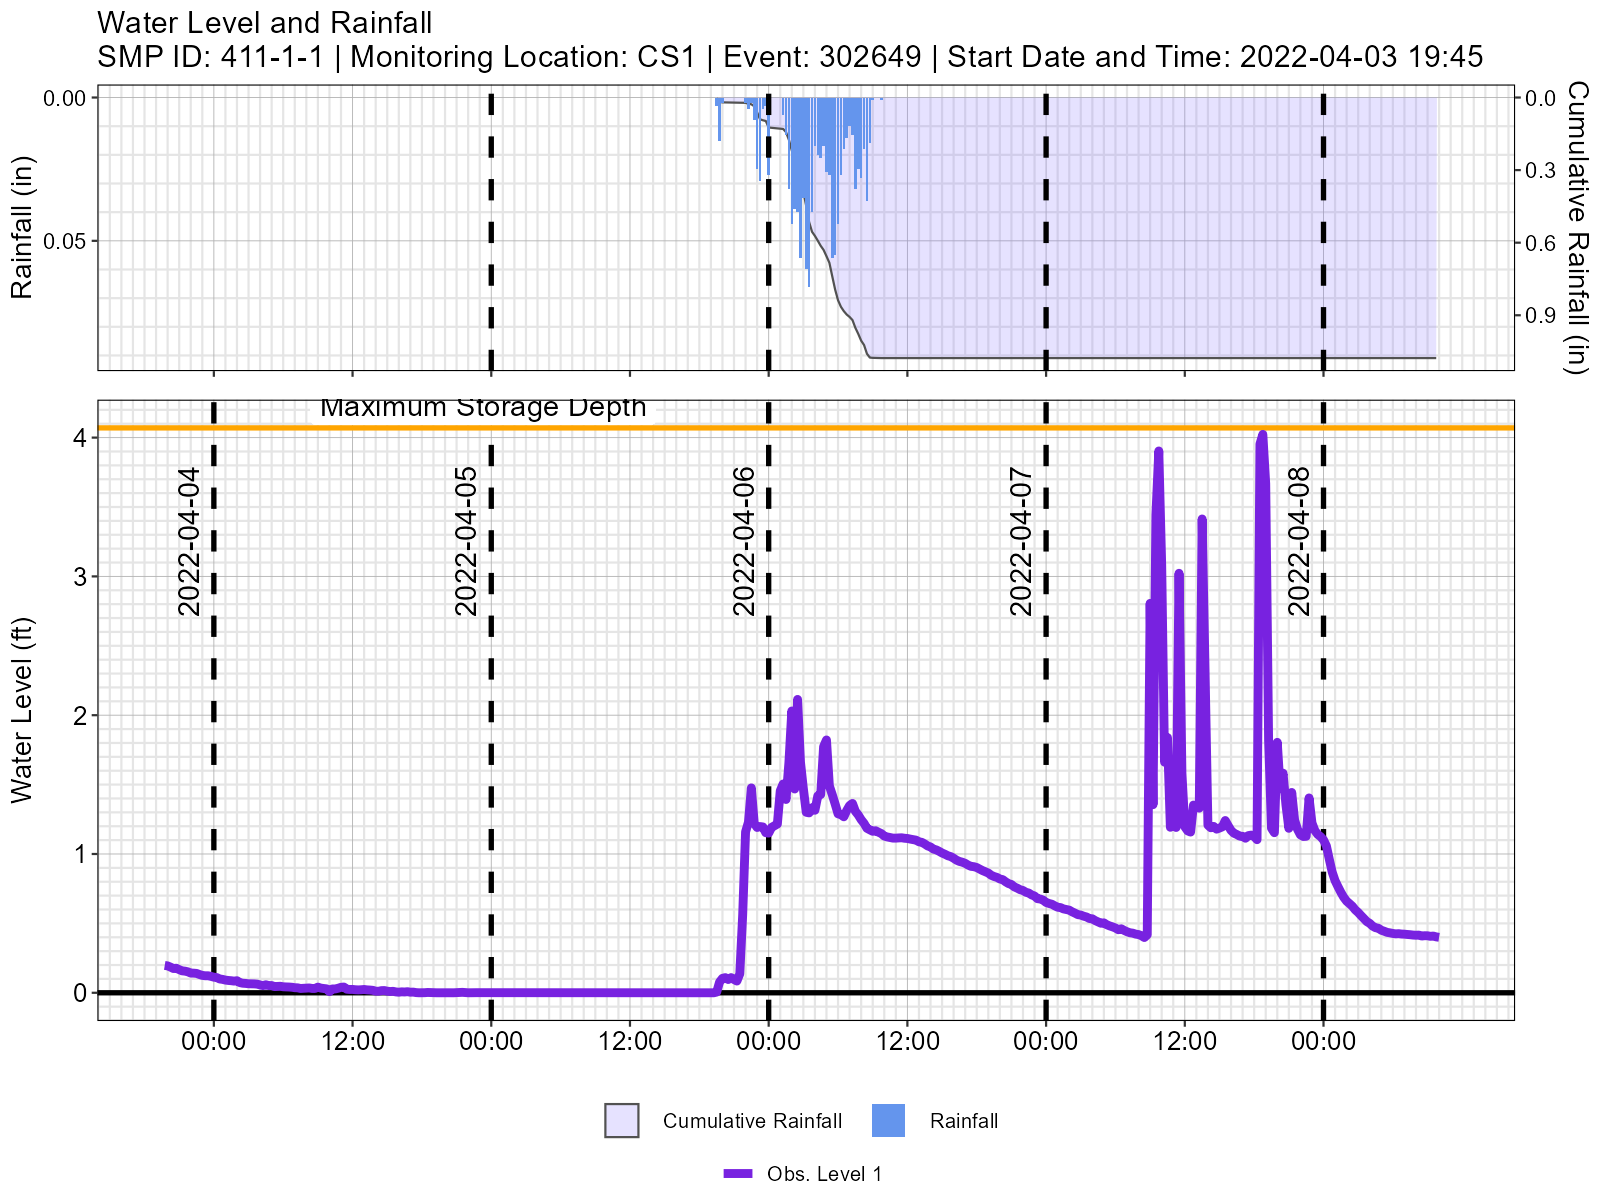 Water Level and Rainfall
SMP ID: 411-1-1 | Monitoring Location: CS1 | Event: 302649 | Start Date and Time: 2022-04-03 19:45
0.00
0.05
Rainfall (in)
0.0
0.3
0.6
0.9
Cumulative Rainfall (in)
Maximum Storage Depth
4
3
2
1
0
Water Level (ft)
2022-04-04
2022-04-05
2022-04-06
2022-04-07
2022-04-08
00:00 12:00 00:00 12:00 00:00 12:00 00:00 12:00 00:00
Cumulative Rainfall Rainfall
Obs. Level 1